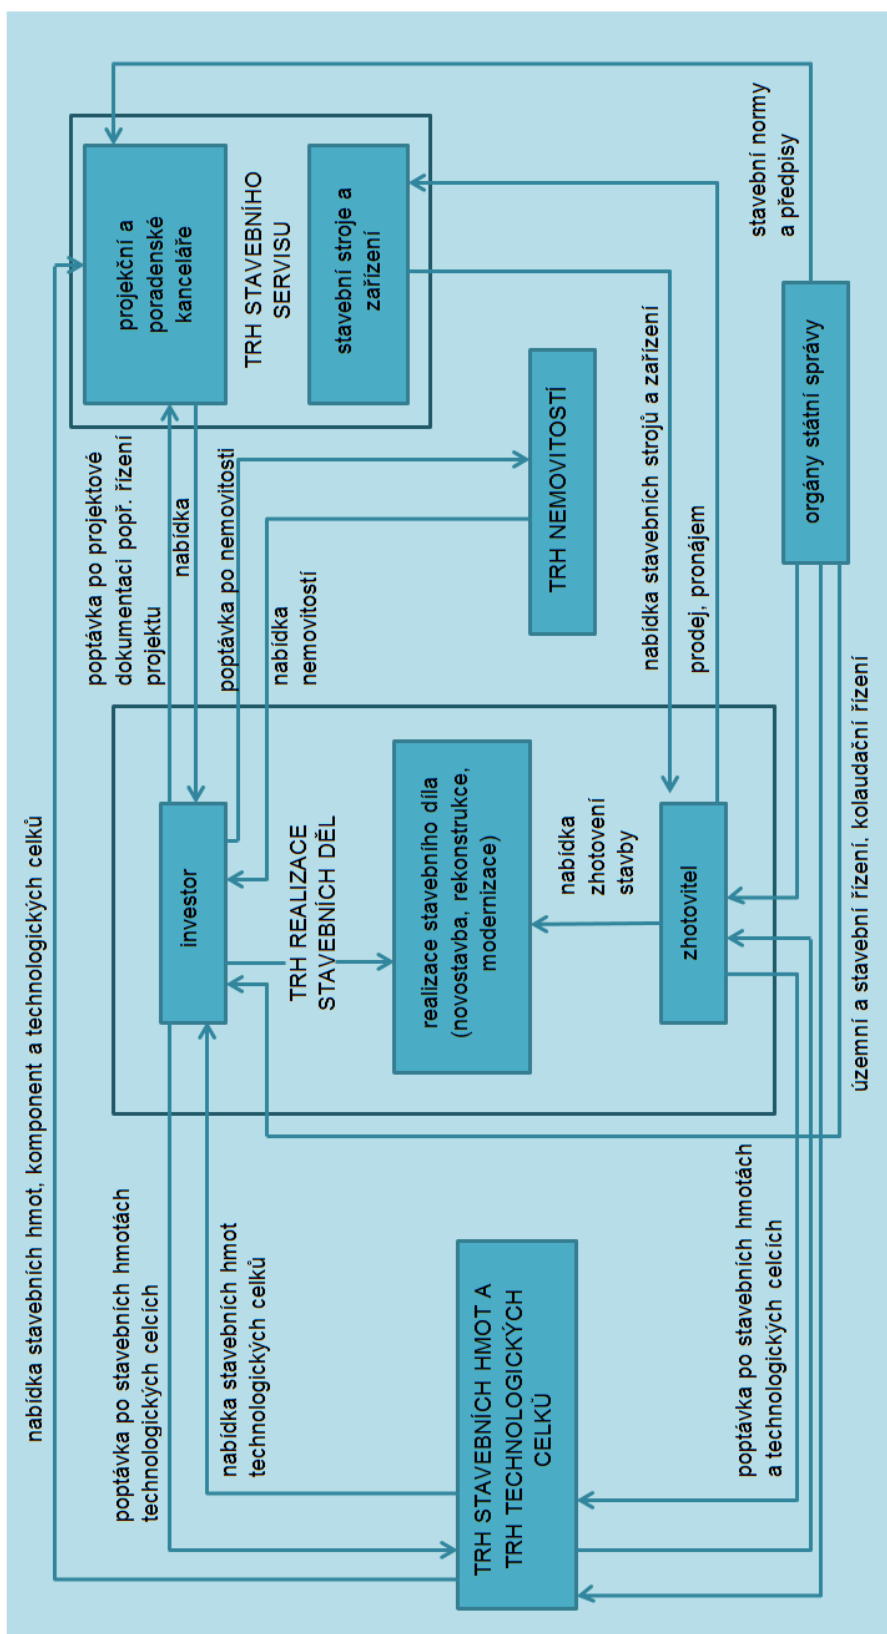 nabídka stavebních hmot, komponent a technologických celků
poptávka po stavebních hmotách
technologických celcích
nabídka stavebních hmot
technologických celků
TRH STAVEBNÍCH HMOT A
TRH TECHNOLOGICKÝCH
CELKŮ
poptávka po stavebních hmotách
a technologických celcích
investor
TRH REALIZACE
STAVEBNÍCH DĚL
realizace stavebního díla
(novostavba, rekonstrukce,
modernizace)
nabídka
zhotovení
stavby
zhotovitel
územní a stavební řízení, kolaudační řízení
poptávka po projektové
dokumentaci popř. řízení
projektu
nabídka
poptávka po nemovitosti
nabídka
nemovitostí
TRH NEMOVITOSTÍ
nabídka stavebních strojů a zařízení
prodej, pronájem
projekční a
poradenské
kanceláře
TRH STAVEBNÍHO
SERVISU
stavební stroje a
zařízení
stavební normy
a předpisy
orgány státní správy